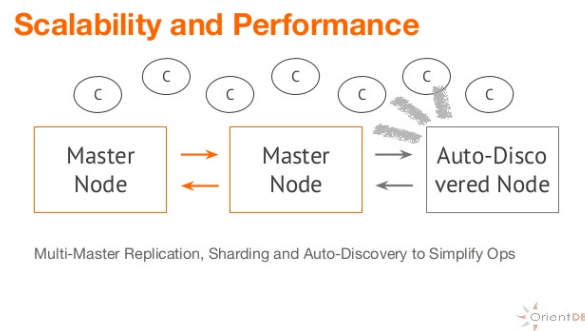 Scalability and Performance
C
C
C
C
C
C
C
Master
Node
Master
Node
Auto-Disco
vered Node
Multi-Master Replication, Sharding and Auto-Discovery to Simplify Ops
OrientDB